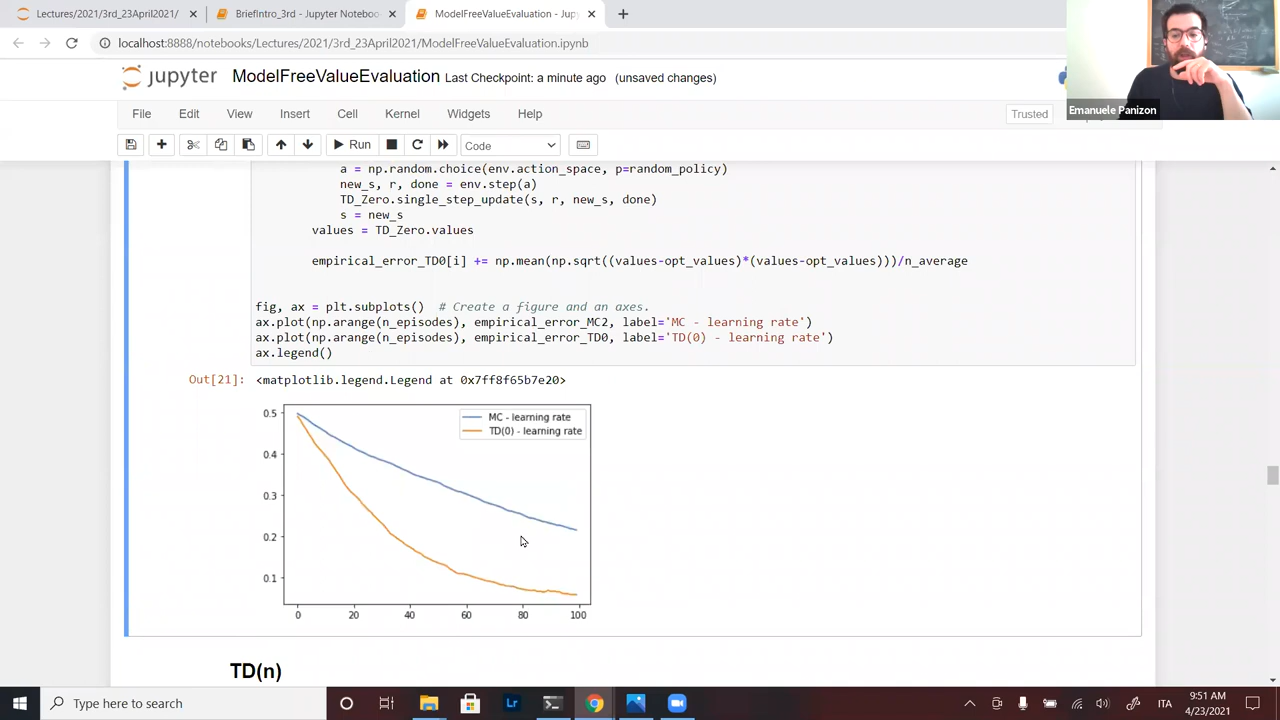 Lectures/2021/3rd_23April2021/
BriefIntro_3rd - Jupyter Noteboo
ModelFreeValueEvaluation - Jup
localhost:8888/notebooks/Lectures/2021/3rd_23April2021/ModelFreeValueEvaluation.ipynb
Emanuele Panizon
jupyter ModelFreeValueEvaluation Last Checkpoint: a minute ago (unsaved changes)
File Edit View Insert Cell Kernel Widgets Help
Trusted
Run
Code
a = np.random.choice(env.action_space, p=random_policy)
new_s, r, done = env.step(a)
TD_Zero.single_step_update(s, r, new_s, done)
s = new_s
values = TD_Zero.values
empirical_error_TD0[i] += np.mean(np.sqrt((values-opt_values)*(values-opt_values)))/n_average
fig, ax = plt.subplots()  # Create a figure and an axes.
ax.plot(np.arange(n_episodes), empirical_error_MC2, label='MC - learning rate')
ax.plot(np.arange(n_episodes), empirical_error_TD0, label='TD(0) - learning rate')
ax.legend()
Out[21]: <matplotlib.legend.Legend at 0x7ff8f65b7e20>
MC - learning rate
TD(0) - learning rate
0.5
0.4
0.3
0.2
0.1
0 20 40 60 80 100
TD(n)
Type here to search
Lr
ITA
9:51 AM
4/23/2021